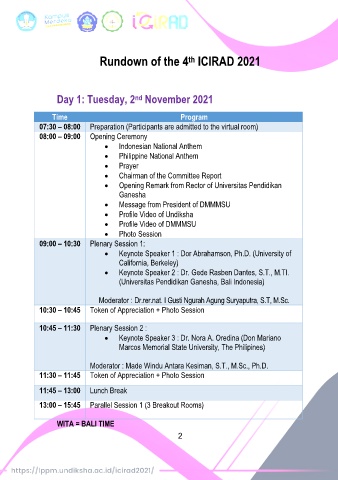 KAMPUS
Merdeka
iCIRAD
Rundown of the 4th ICIRAD 2021
Day 1: Tuesday, 2nd November 2021
Time Program
07:30 – 08:00 Preparation (Participants are admitted to the virtual room)
08:00 – 09:00 Opening Ceremony
• Indonesian National Anthem
• Philippine National Anthem
• Prayer
• Chairman of the Committee Report
• Opening Remark from Rector of Universitas Pendidikan
Ganesha
• Message from President of DMMMSU
• Profile Video of Undiksha
• Profile Video of DMMMSU
• Photo Session
09:00 – 10:30 Plenary Session 1:
• Keynote Speaker 1 : Dor Abrahamson, Ph.D. (University of
California, Berkeley)
• Keynote Speaker 2 : Dr. Gede Rasben Dantes, S.T., M.TI.
(Universitas Pendidikan Ganesha, Bali Indonesia)
Moderator : Dr.rer.nat. I Gusti Ngurah Agung Suryaputra, S.T, M.Sc.
10:30 – 10:45 Token of Appreciation + Photo Session
10:45 – 11:30 Plenary Session 2 :
• Keynote Speaker 3 : Dr. Nora A. Oredina (Don Mariano
Marcos Memorial State University, The Philipines)
Moderator : Made Windu Antara Kesiman, S.T., M.Sc., Ph.D.
11:30 – 11:45 Token of Appreciation + Photo Session
11:45 – 13:00 Lunch Break
13:00 – 15:45 Parallel Session 1 (3 Breakout Rooms)
WITA = BALI TIME
2
https://lppm.undiksha.ac.id/icirad2021/